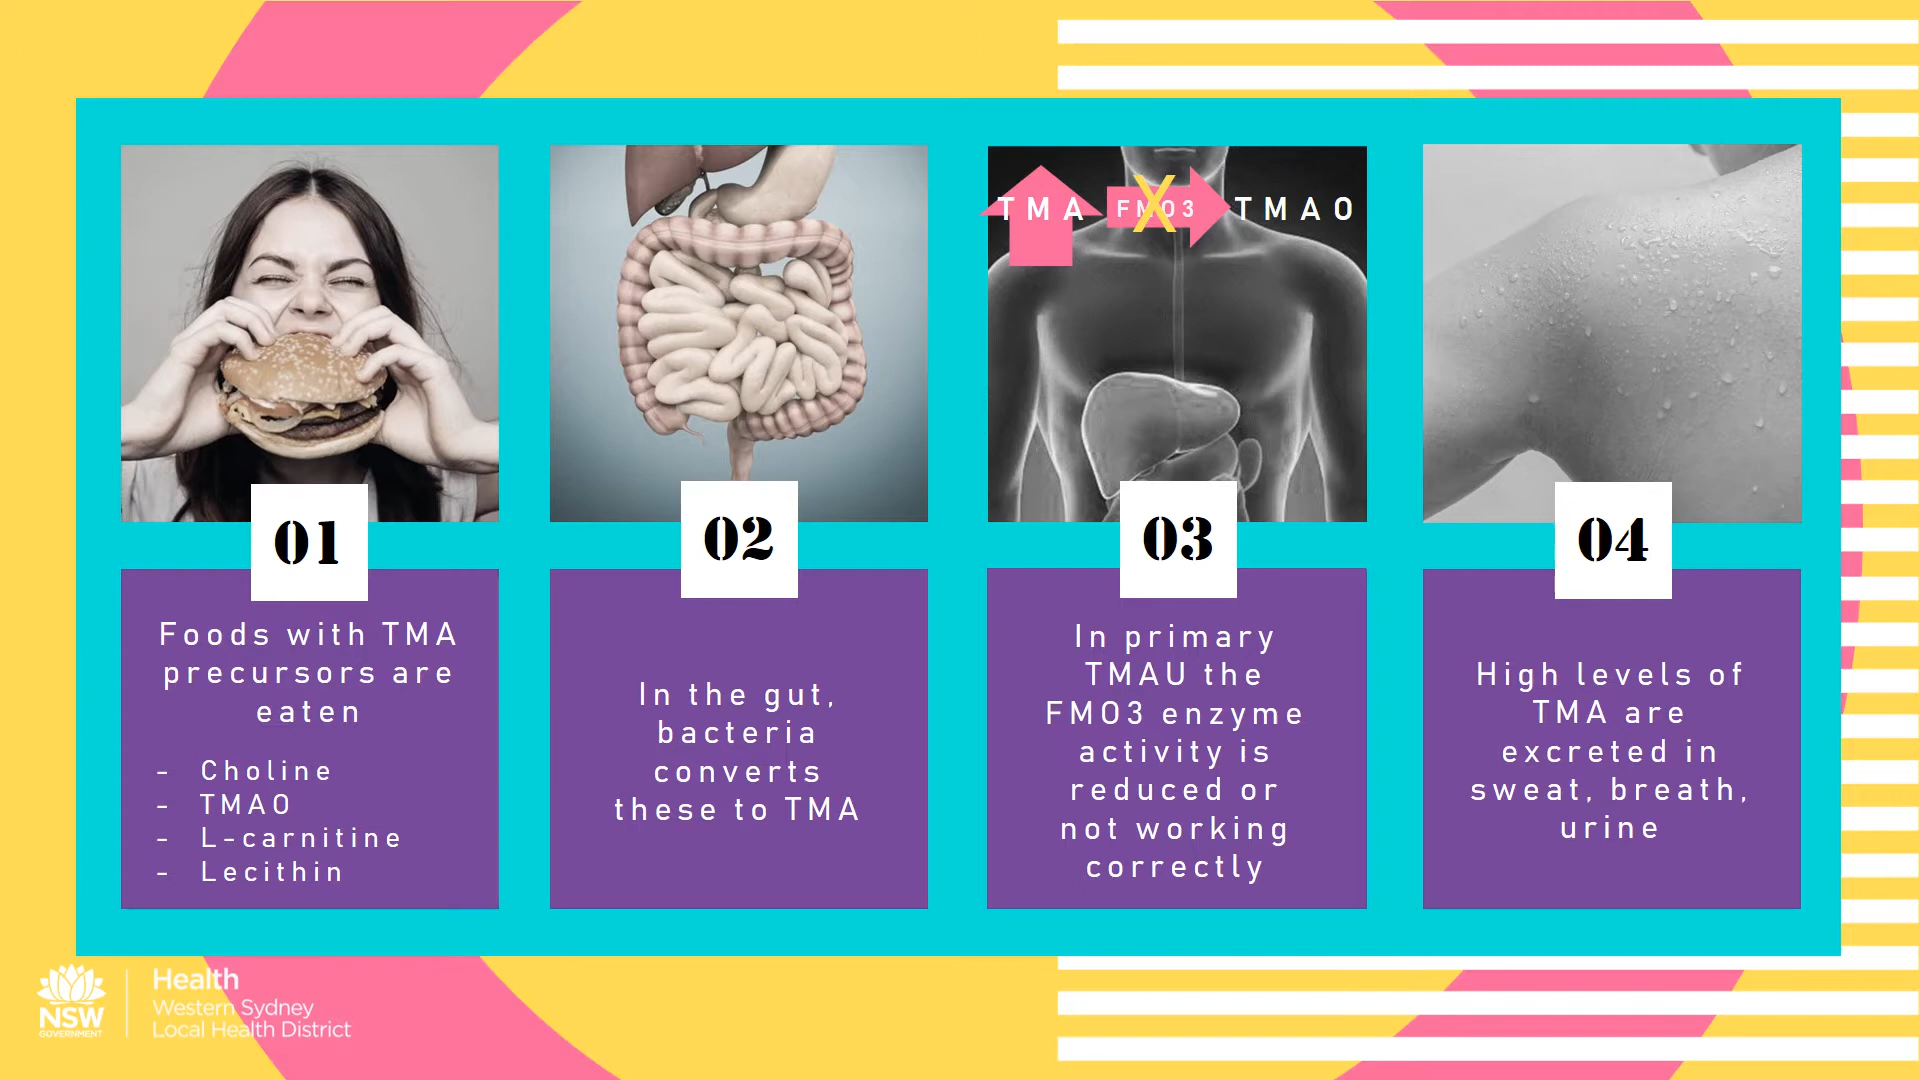 TMA FMO3 TMAO
01
Foods with TMA
precursors are
eaten
- Choline
- TMAO
- L-carnitine
- Lecithin
02
In the gut,
bacteria
converts
these to TMA
03
In primary
TMAU the
FMO3 enzyme
activity is
reduced or
not working
correctly
04
High levels of
TMA are
excreted in
sweat, breath,
urine
NSW
GOVERNMENT
Health
Western Sydney
Local Health District